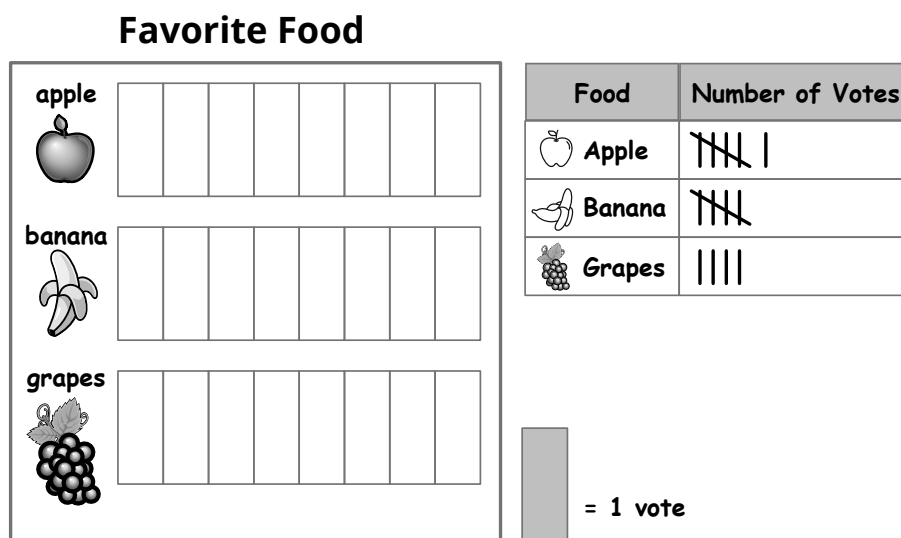 Favorite Food
apple
banana
grapes
Food Number of Votes
Apple
Banana
Grapes
= 1 vote